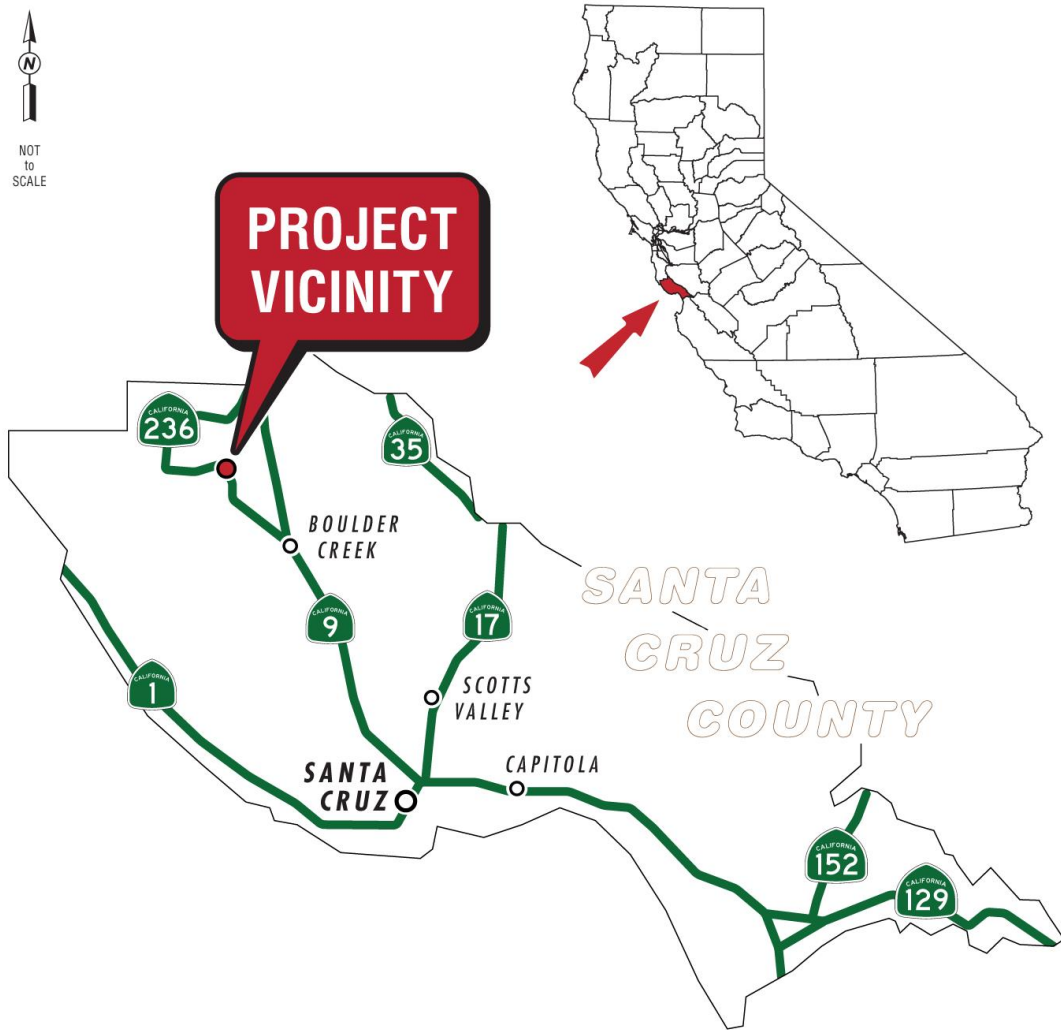 N
NOT
to
SCALE
PROJECT
VICINITY
CALIFORNIA
236
CALIFORNIA
35
BOULDER
CREEK
CALIFORNIA
9
CALIFORNIA
17
CALIFORNIA
1
SCOTTS
VALLEY
SANTA
CRUZ
CAPITOLA
SANTA
CRUZ
COUNTY
CALIFORNIA
152
CALIFORNIA
129